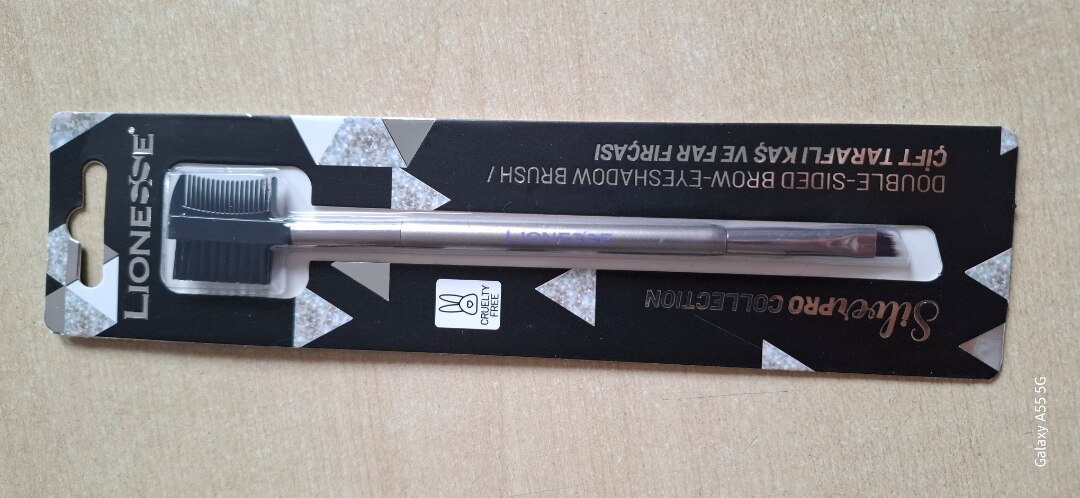 LIONESSE
DOUBLE-SIDED BROW-EYESHADOW BRUSH /
ÇİFT TARAFLI KAŞ VE FAR FIRÇASI
LIONESSE
CRUELTY
FREE
SilverPRO COLLECTION
Galaxy A55 5G